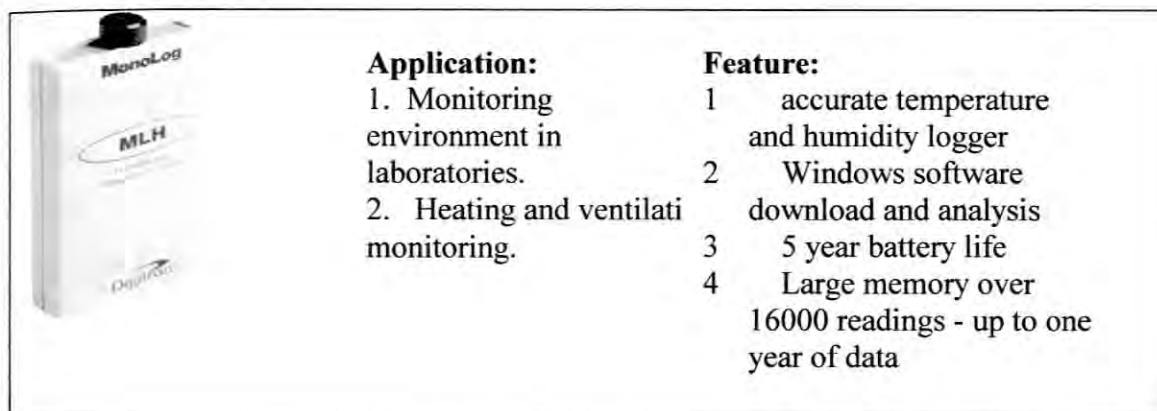 MonoLog
MLH
Digitron
Application:
1. Monitoring
environment in
laboratories.
2. Heating and ventilati
monitoring.
Feature:
1 accurate temperature
and humidity logger
2 Windows software
download and analysis
3 5 year battery life
4 Large memory over
16000 readings - up to one
year of data